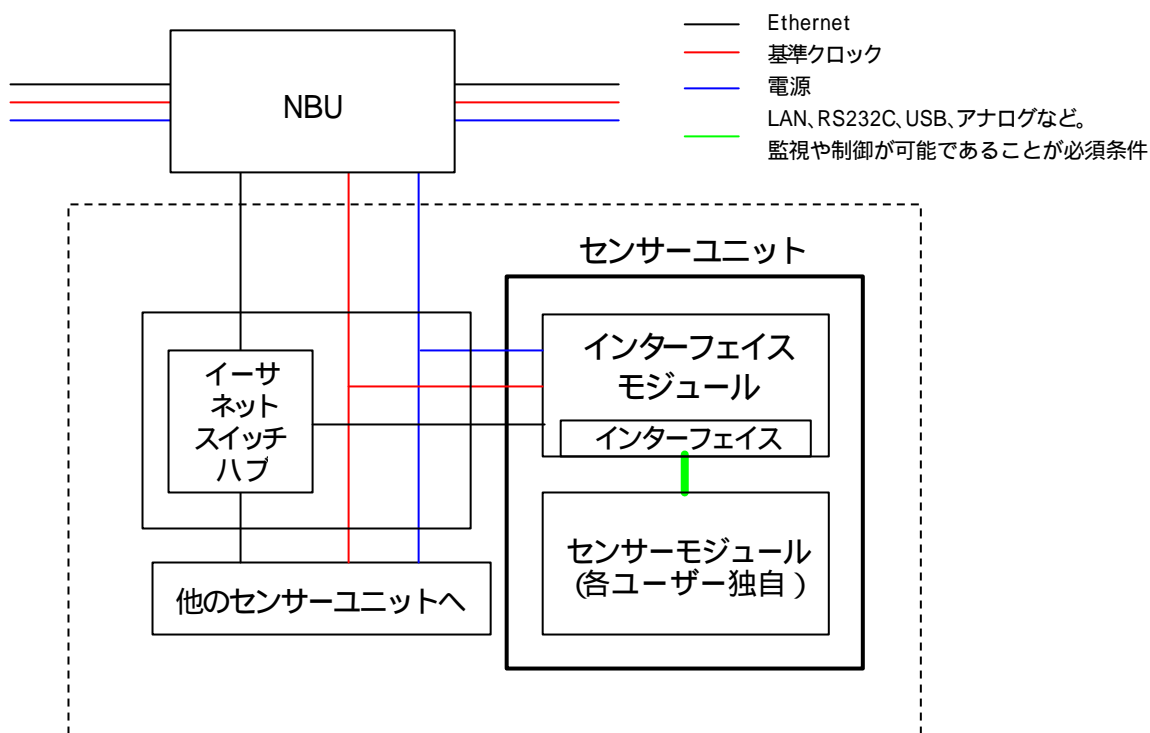 Ethernet
基準クロック
電源
LAN、RS232C、USB、アナログなど。
監視や制御が可能であることが必須条件
NBU
センサーユニット
インターフェイス
モジュール
インターフェイス
イーサ
ネット
スイッチ
ハブ
センサーモジュール
(各ユーザー独自)
他のセンサーユニットへ